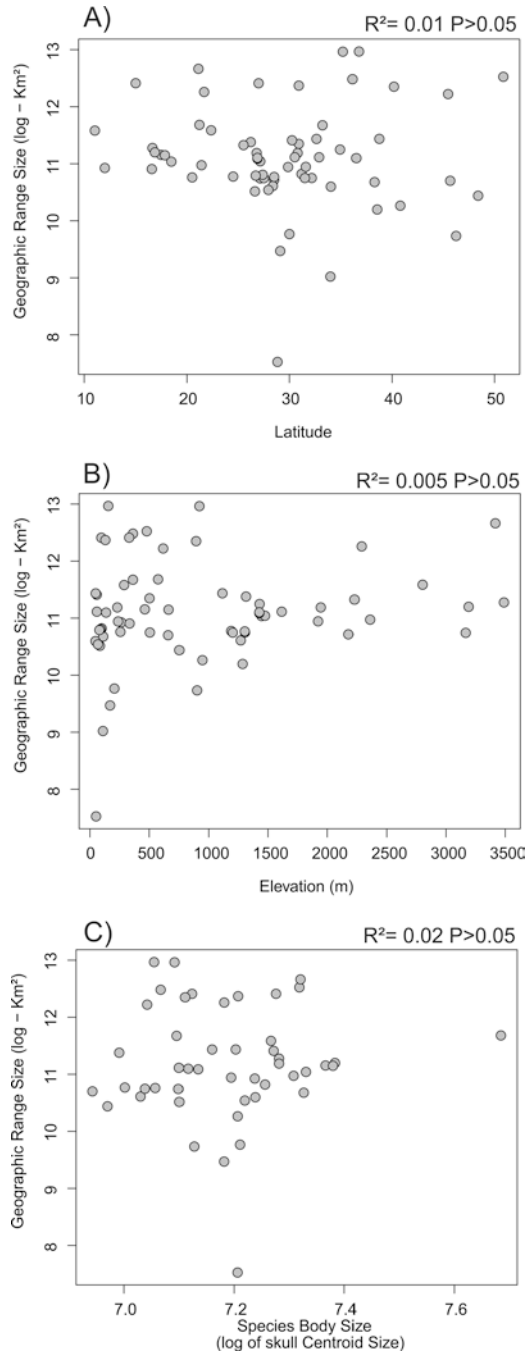 A)
R²= 0.01 P>0.05
Geographic Range Size (log − Km²)
13
12
11
10
9
8
10 20 30 40 50
Latitude
B)
R²= 0.005 P>0.05
Geographic Range Size (log − Km²)
13
12
11
10
9
8
0 500 1000 1500 2000 2500 3000 3500
Elevation (m)
C)
R²= 0.02 P>0.05
Geographic Range Size (log − Km²)
13
12
11
10
9
8
7.0 7.2 7.4 7.6
Species Body Size
(log of skull Centroid Size)